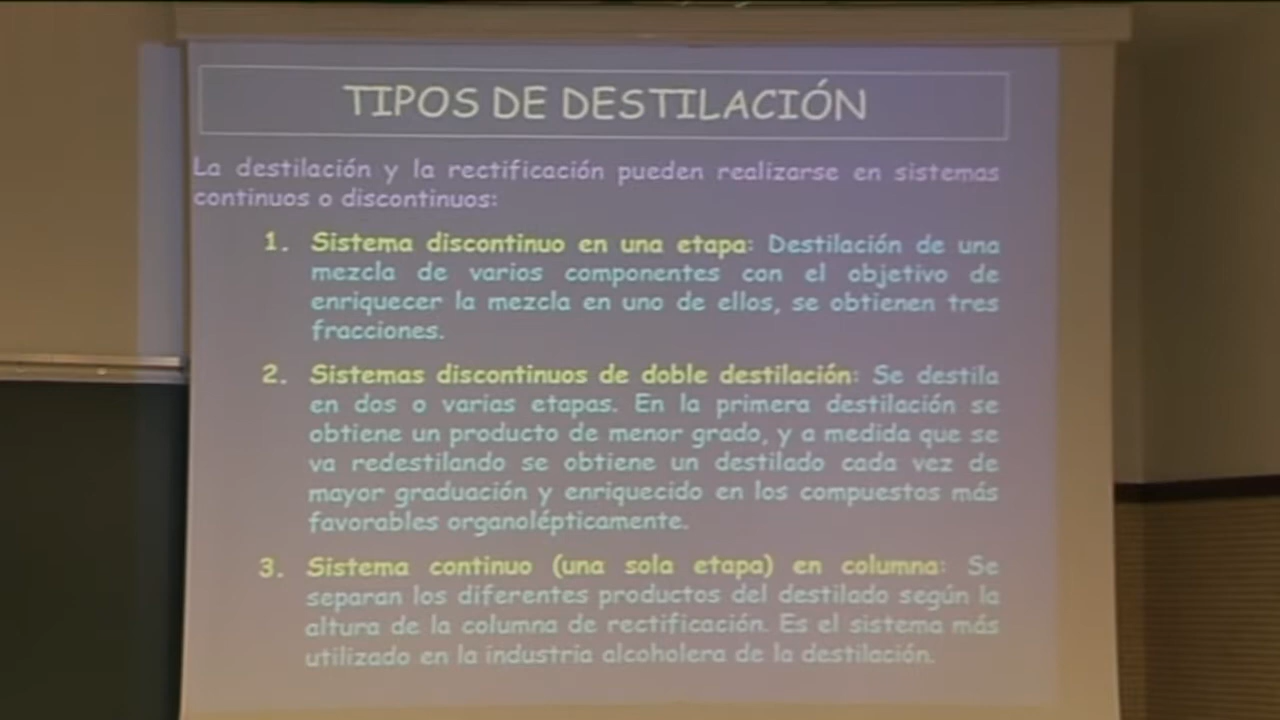 TIPOS DE DESTILACIÓN
La destilación y la rectificación pueden realizarse en sistemas
continuos o discontinuos:
1. Sistema discontinuo en una etapa: Destilación de una
mezcla de varios componentes con el objetivo de
enriquecer la mezcla en uno de ellos, se obtienen tres
fracciones.
2. Sistemas discontinuos de doble destilación: Se destila
en dos o varias etapas. En la primera destilación se
obtiene un producto de menor grado, y a medida que se
va redestilando se obtiene un destilado cada vez de
mayor graduación y enriquecido en los compuestos más
favorables organolépticamente.
3. Sistema continuo (una sola etapa) en columna: Se
separan los diferentes productos del destilado según la
altura de la columna de rectificación. Es el sistema más
utilizado en la industria alcoholera de la destilación.